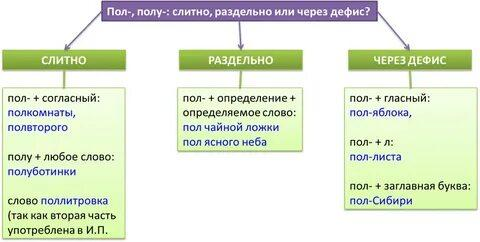 Пол-, полу-: слитно, раздельно или через дефис?
СЛИТНО
пол- + согласный:
полкомнаты,
полвторого
полу + любое слово:
полуботинки
слово поллитровка
(так как вторая часть
употреблена в И.П.
РАЗДЕЛЬНО
пол- + определение +
определяемое слово:
пол чайной ложки
пол ясного неба
ЧЕРЕЗ ДЕФИС
пол- + гласный:
пол-яблока,
пол- + л:
пол-листа
пол- + заглавная буква:
пол-Сибири